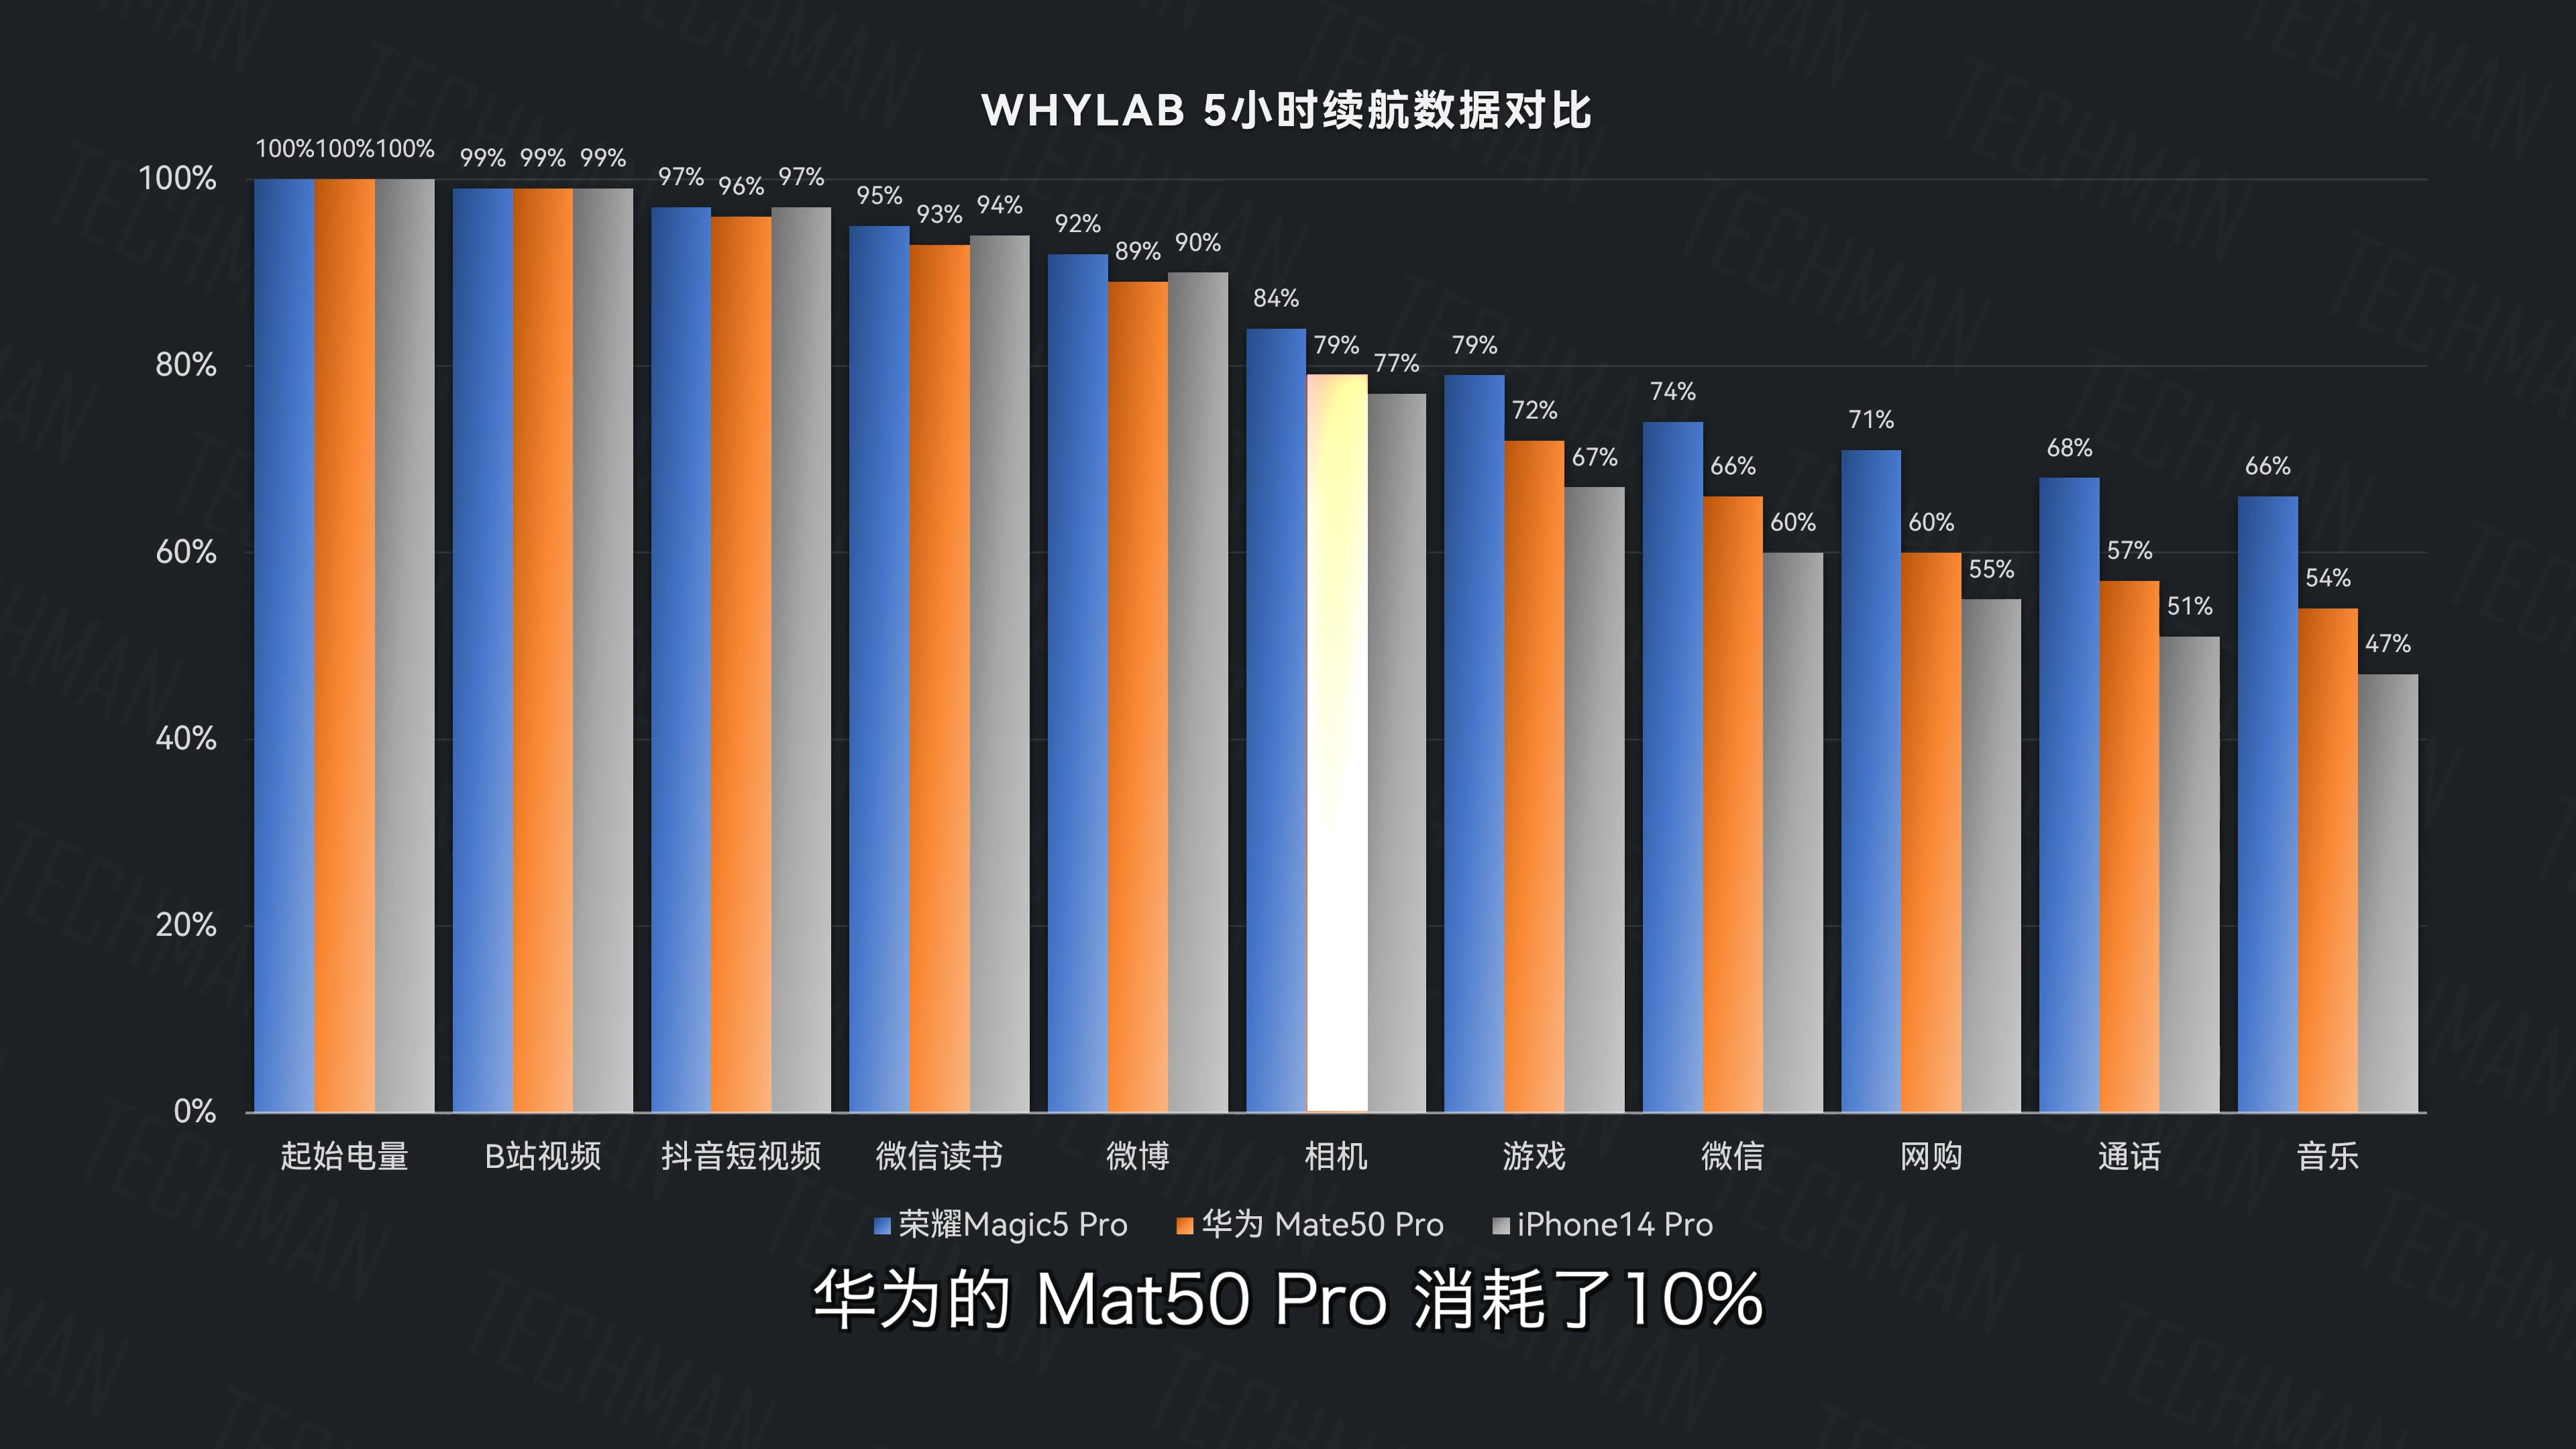 WHYLAB 5小时续航数据对比
100%
80%
60%
40%
20%
0%
100% 100% 100%
99% 99% 99%
97% 96% 97%
95% 93% 94%
92% 89% 90%
84% 79% 77%
79% 72% 67%
74% 66% 60%
71% 60% 55%
68% 57% 51%
66% 54% 47%
起始电量 B站视频 抖音短视频 微信读书 微博 相机 游戏 微信 网购 通话 音乐
荣耀Magic5 Pro 华为 Mate50 Pro iPhone14 Pro
华为的 Mat50 Pro 消耗了10%
TECHMAN